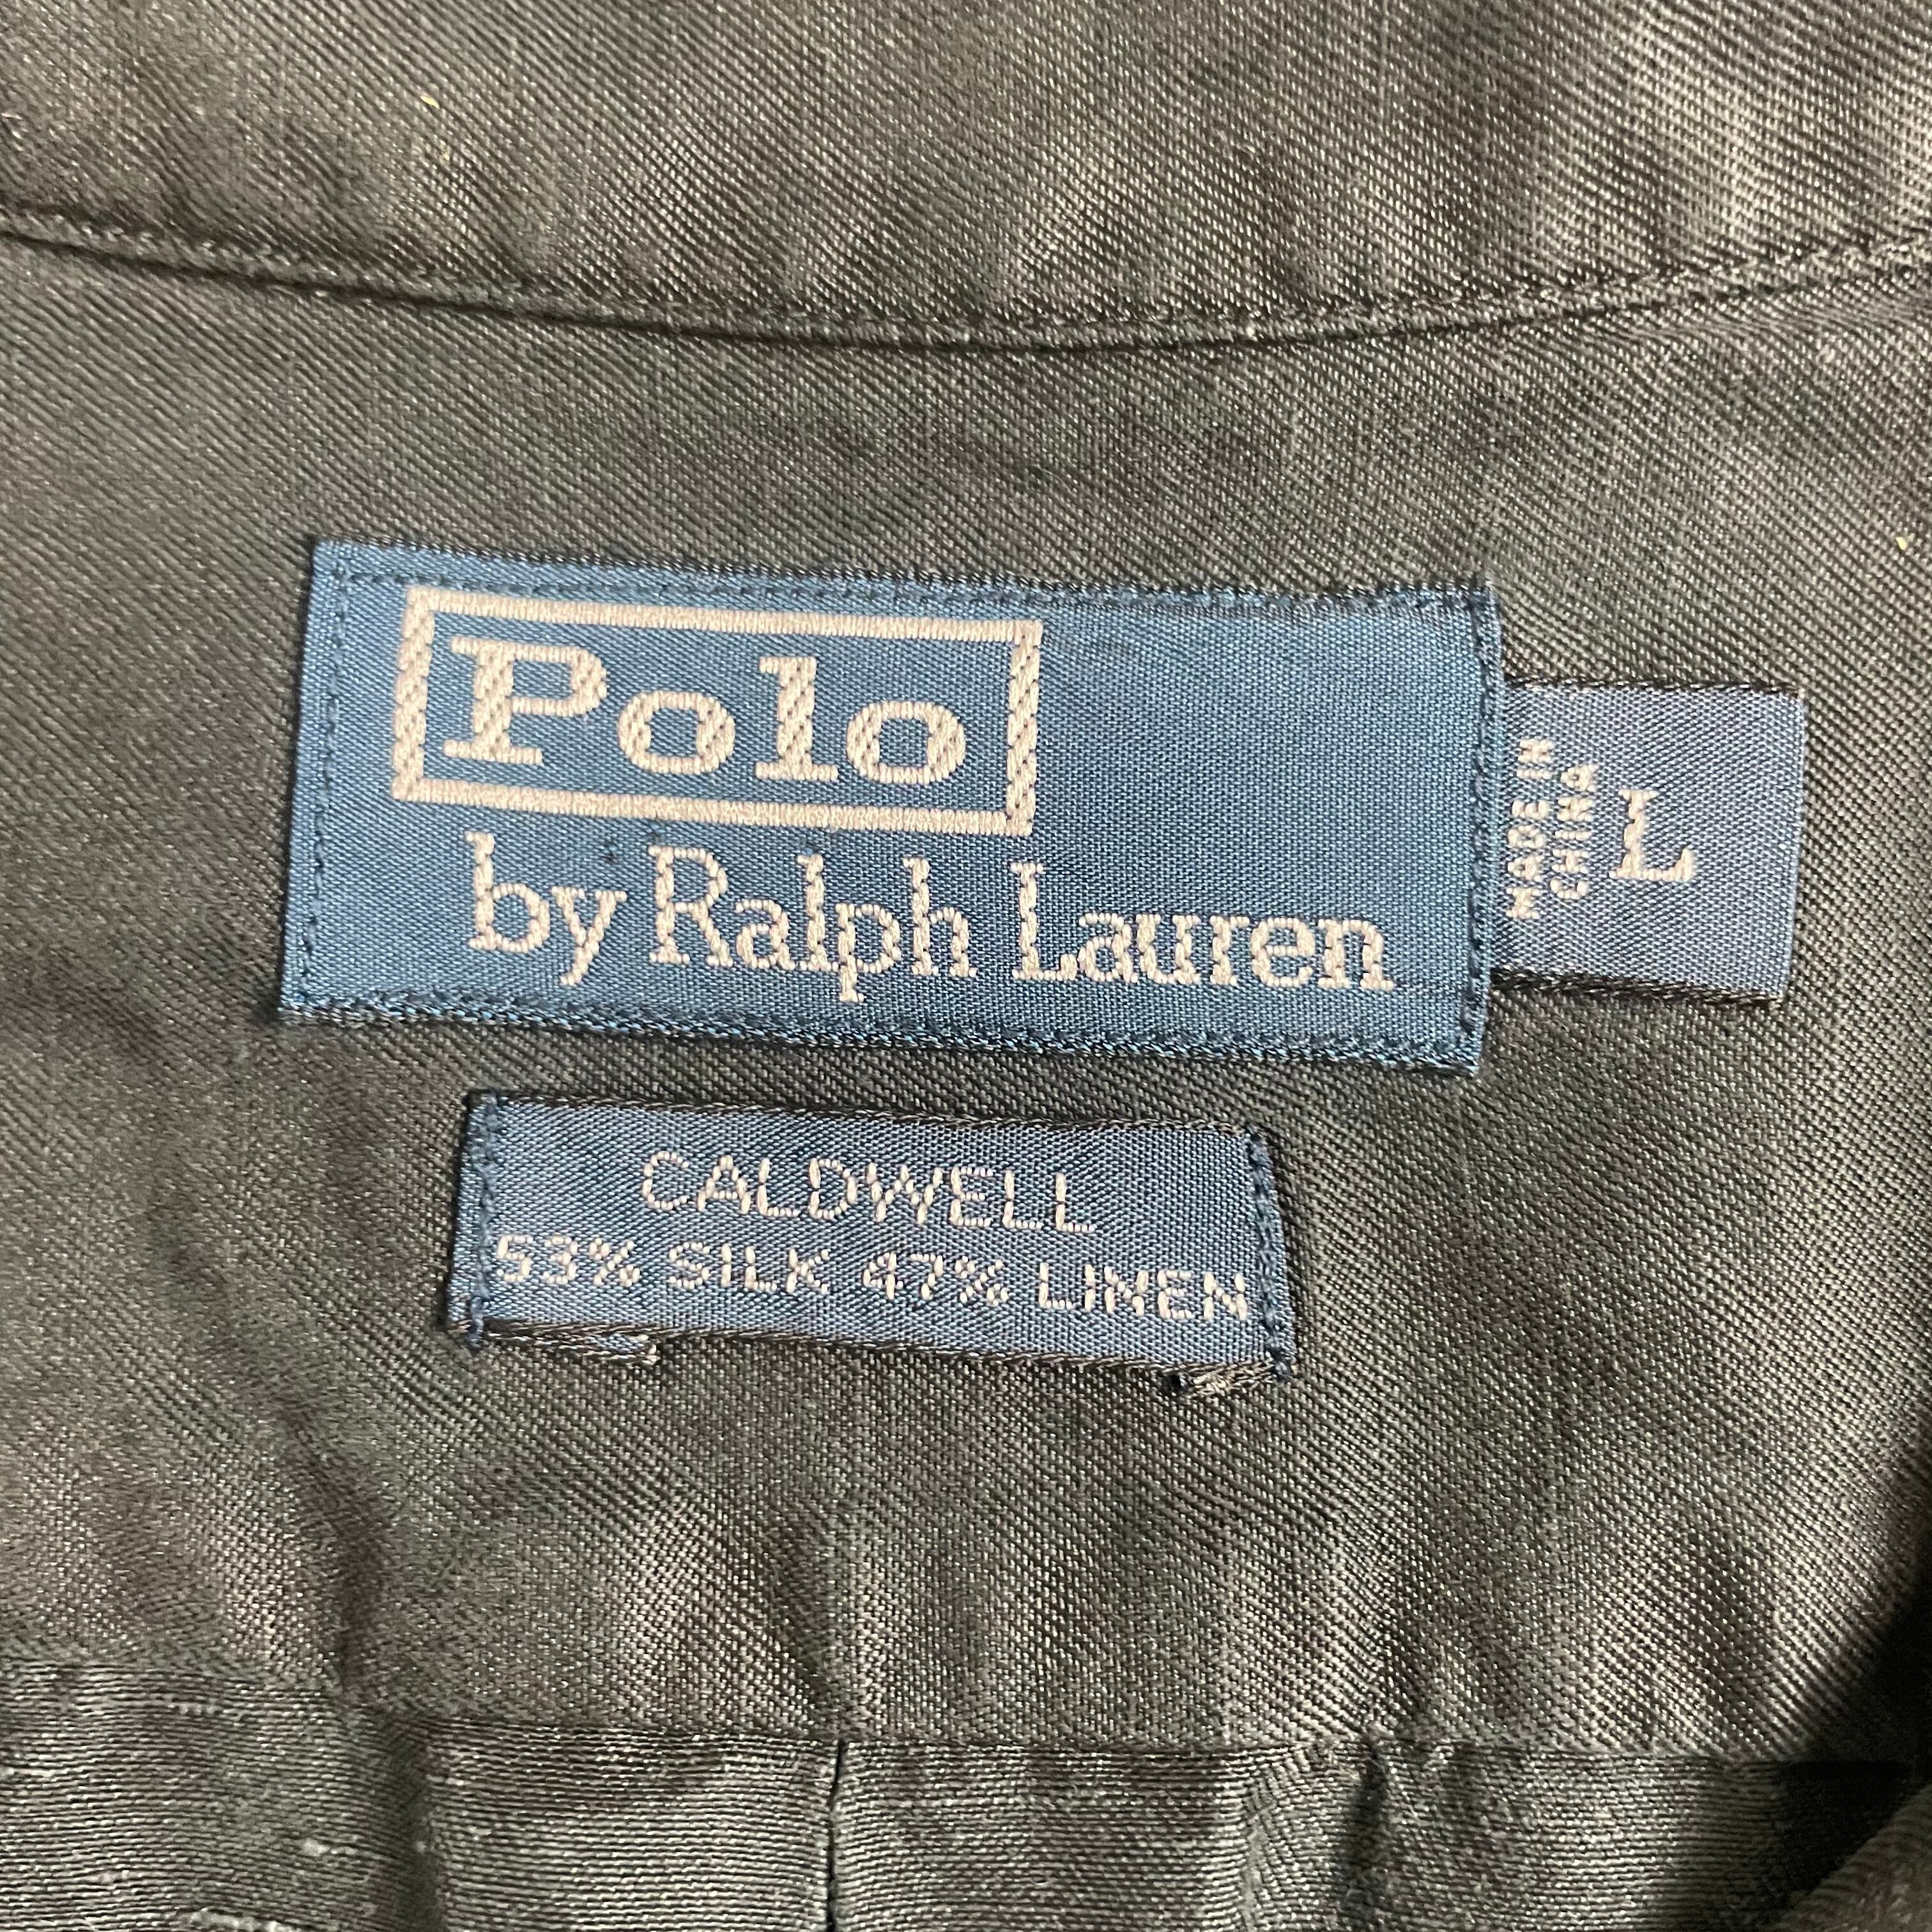 Polo
by Ralph Lauren
MADE IN
CHINA
L
CALDWELL
53% SILK 47% LINEN